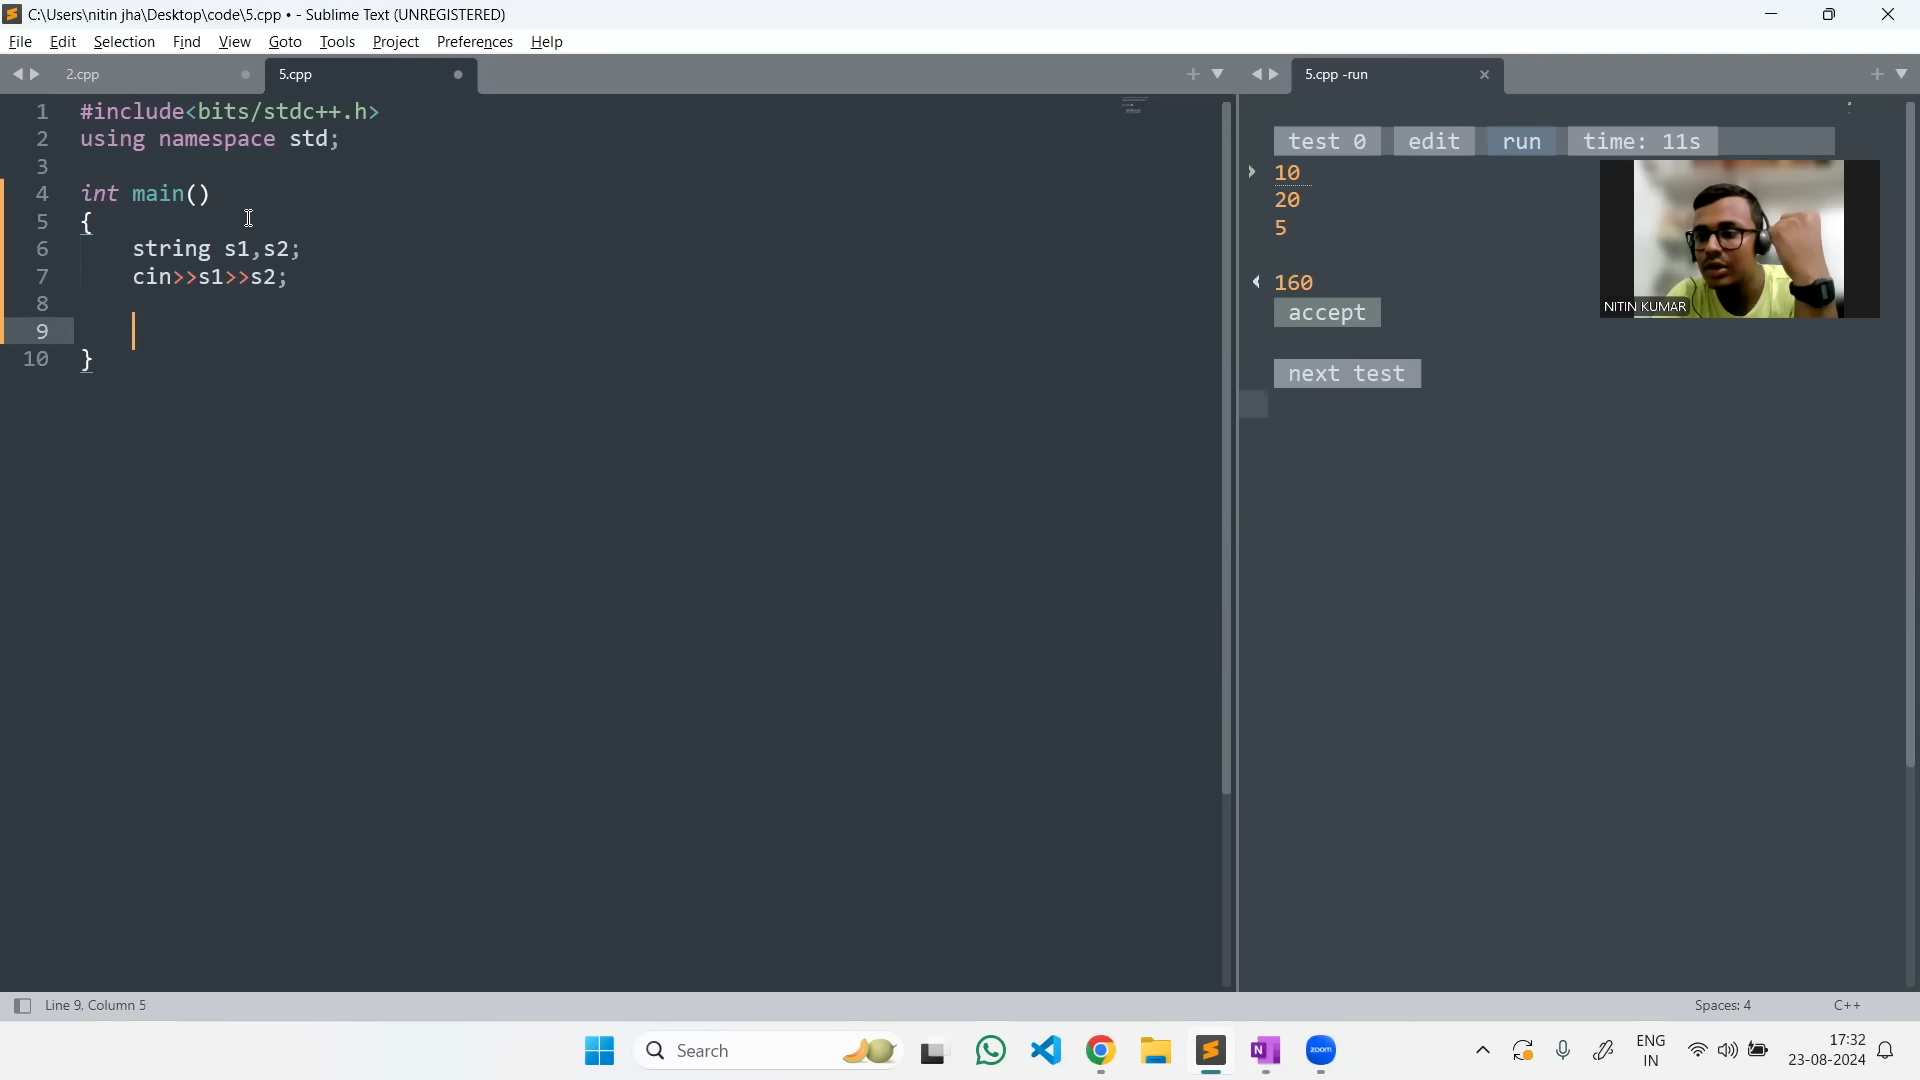 C:\Users\nitin jha\Desktop\code\5.cpp • - Sublime Text (UNREGISTERED)
File Edit Selection Find View Goto Tools Project Preferences Help
2.cpp 5.cpp 5.cpp -run
1 #include<bits/stdc++.h>
2 using namespace std;
3
4 int main()
5 {
6 string s1,s2;
7 cin>>s1>>s2;
8
9
10 }
test 0 edit run time: 11s
10
20
5
160
accept
next test
NITIN KUMAR
Line 9, Column 5 Spaces: 4 C++
Search
zoom
ENG
IN
17:32
23-08-2024